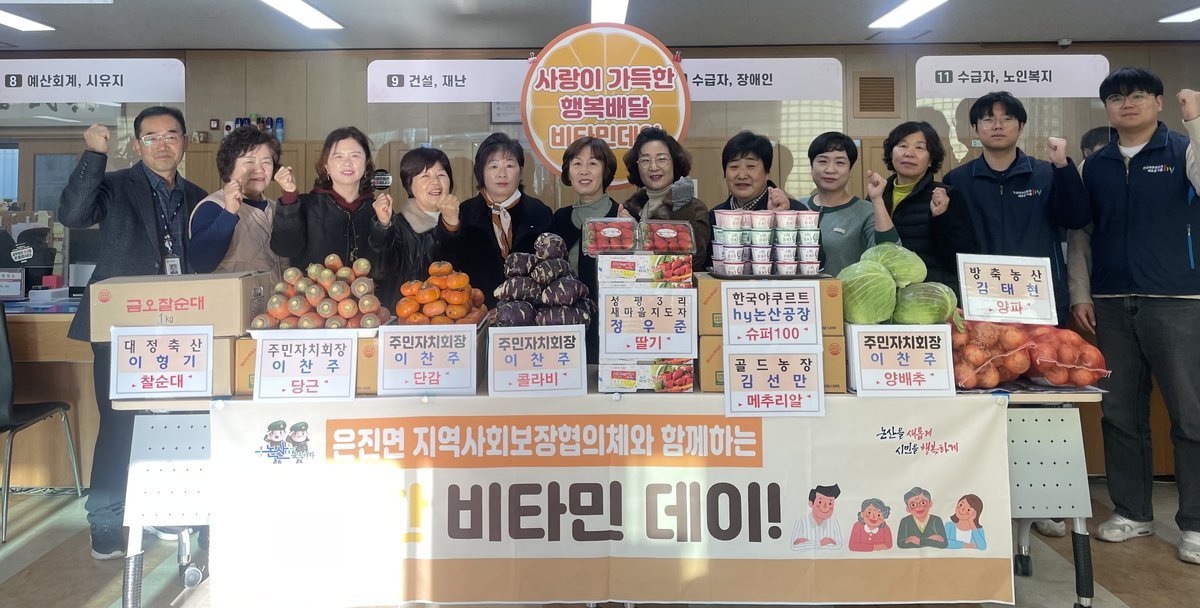 8 예산회계, 시유지
9 건설, 재난
수급자, 장애인
11 수급자, 노인복지
사랑이 가득한
행복배달
비타민데이
hy
hy
금오찰순대
1kg
대정축산
이형기
찰순대
주민자치회장
이찬주
당근
주민자치회장
이찬주
단감
주민자치회장
이찬주
콜라비
성평3리
새마을지도자
정우준
딸기
한국야쿠르트
hy논산공장
슈퍼100
골드농장
김선만
메추리알
주민자치회장
이찬주
양배추
방축농산
김태현
양파
논산
은진면 지역사회보장협의체와 함께하는
비타민 데이!
논산을 새롭게
시민을 행복하게